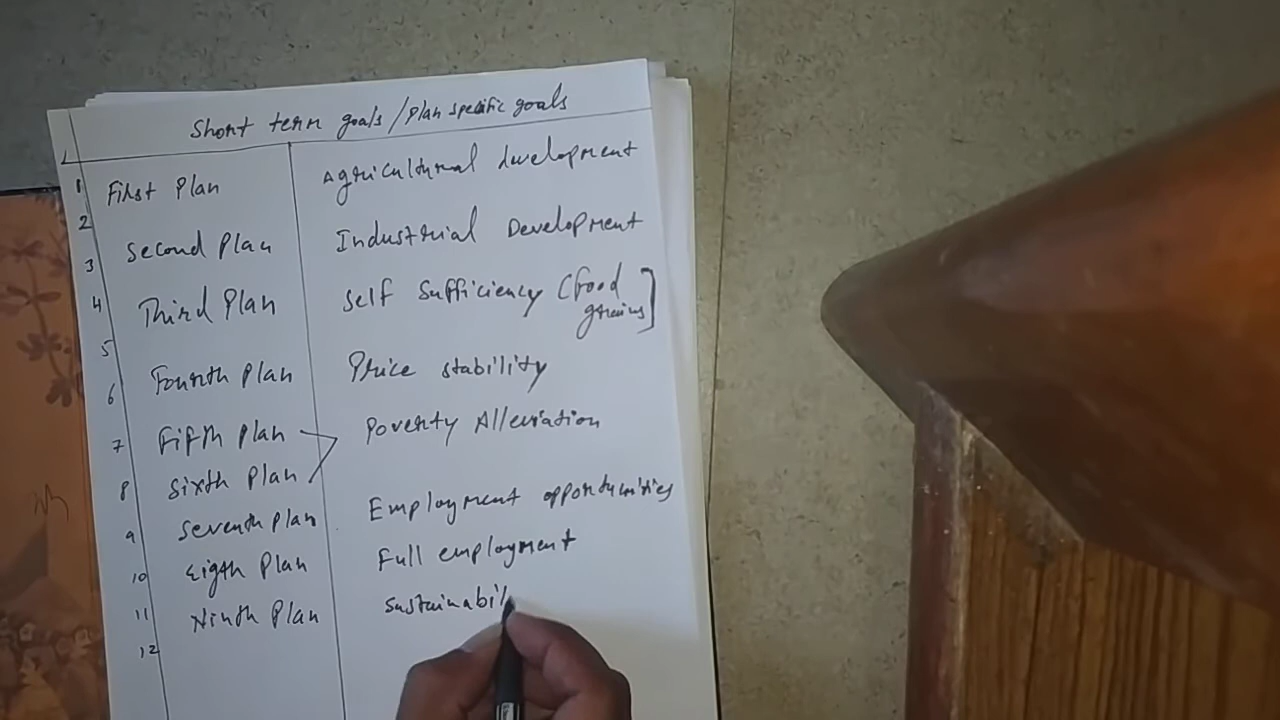 Short term goals/plan specific goals
1 First Plan Agricultural development
2
Second Plan Industrial Development
3
4 Third Plan Self Sufficiency (food
grains)
5
Fourth Plan Price stability
6
7 Fifth Plan Poverty Alleviation
8 Sixth Plan
9 Seventh Plan Employment opportunities
10 Eigth Plan Full employment
11 Ninth Plan Sustainabil
12